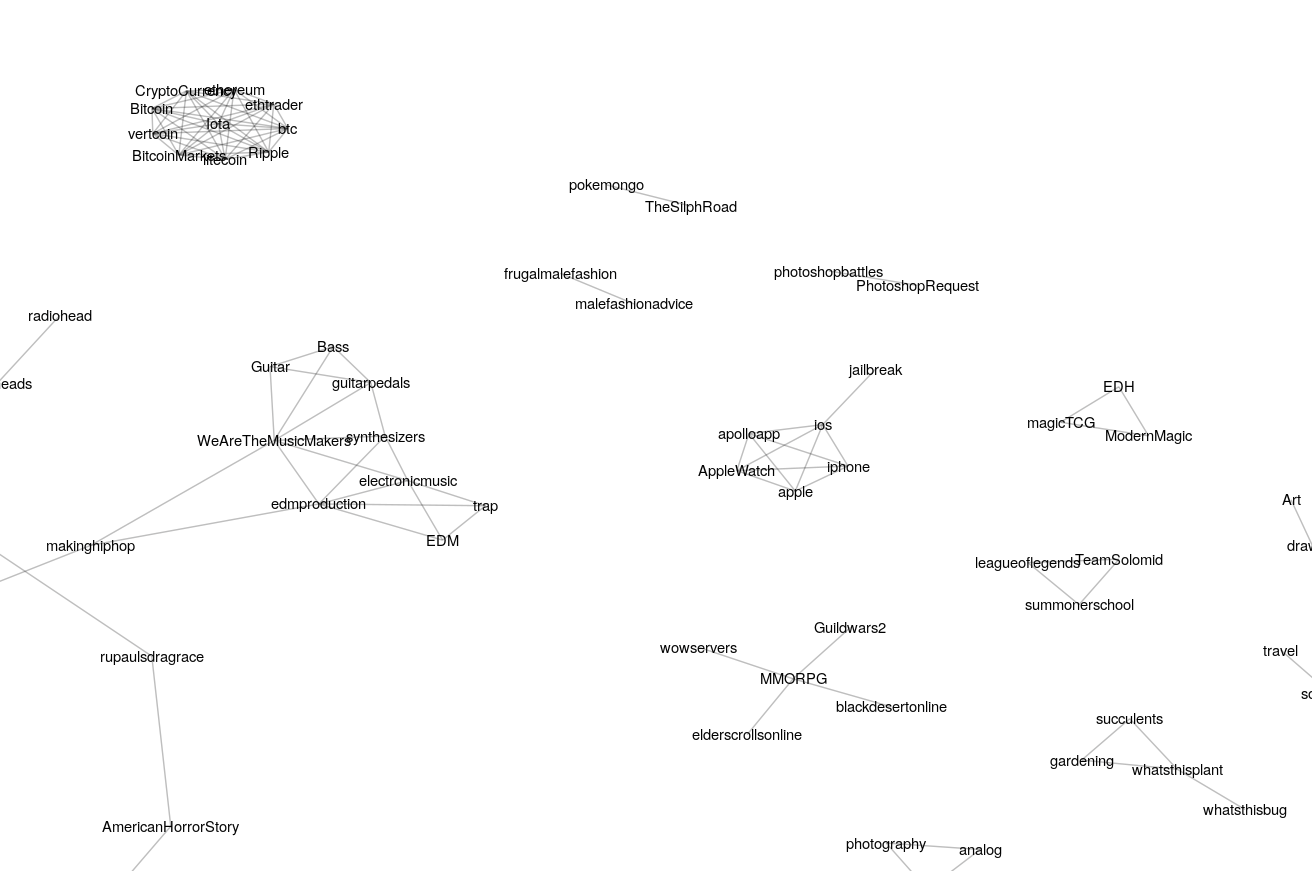 CryptoCurrency
ethereum
Bitcoin
ethtrader
Iota
btc
vertcoin
BitcoinMarkets
litecoin
Ripple
pokemongo
TheSilphRoad
frugalmalefashion
malefashionadvice
photoshopbattles
PhotoshopRequest
radiohead
eads
Bass
Guitar
guitarpedals
WeAreTheMusicMakers
synthesizers
electronicmusic
edmproduction
trap
EDM
makinghiphop
jailbreak
ios
apolloapp
AppleWatch
iphone
apple
EDH
magicTCG
ModernMagic
Art
drav
leagueoflegends
TeamSolomid
summonerschool
Guildwars2
wowservers
MMORPG
blackdesertonline
elderscrollsonline
rupaulsdragrace
travel
so
succulents
gardening
whatsthisplant
whatsthisbug
AmericanHorrorStory
photography
analog